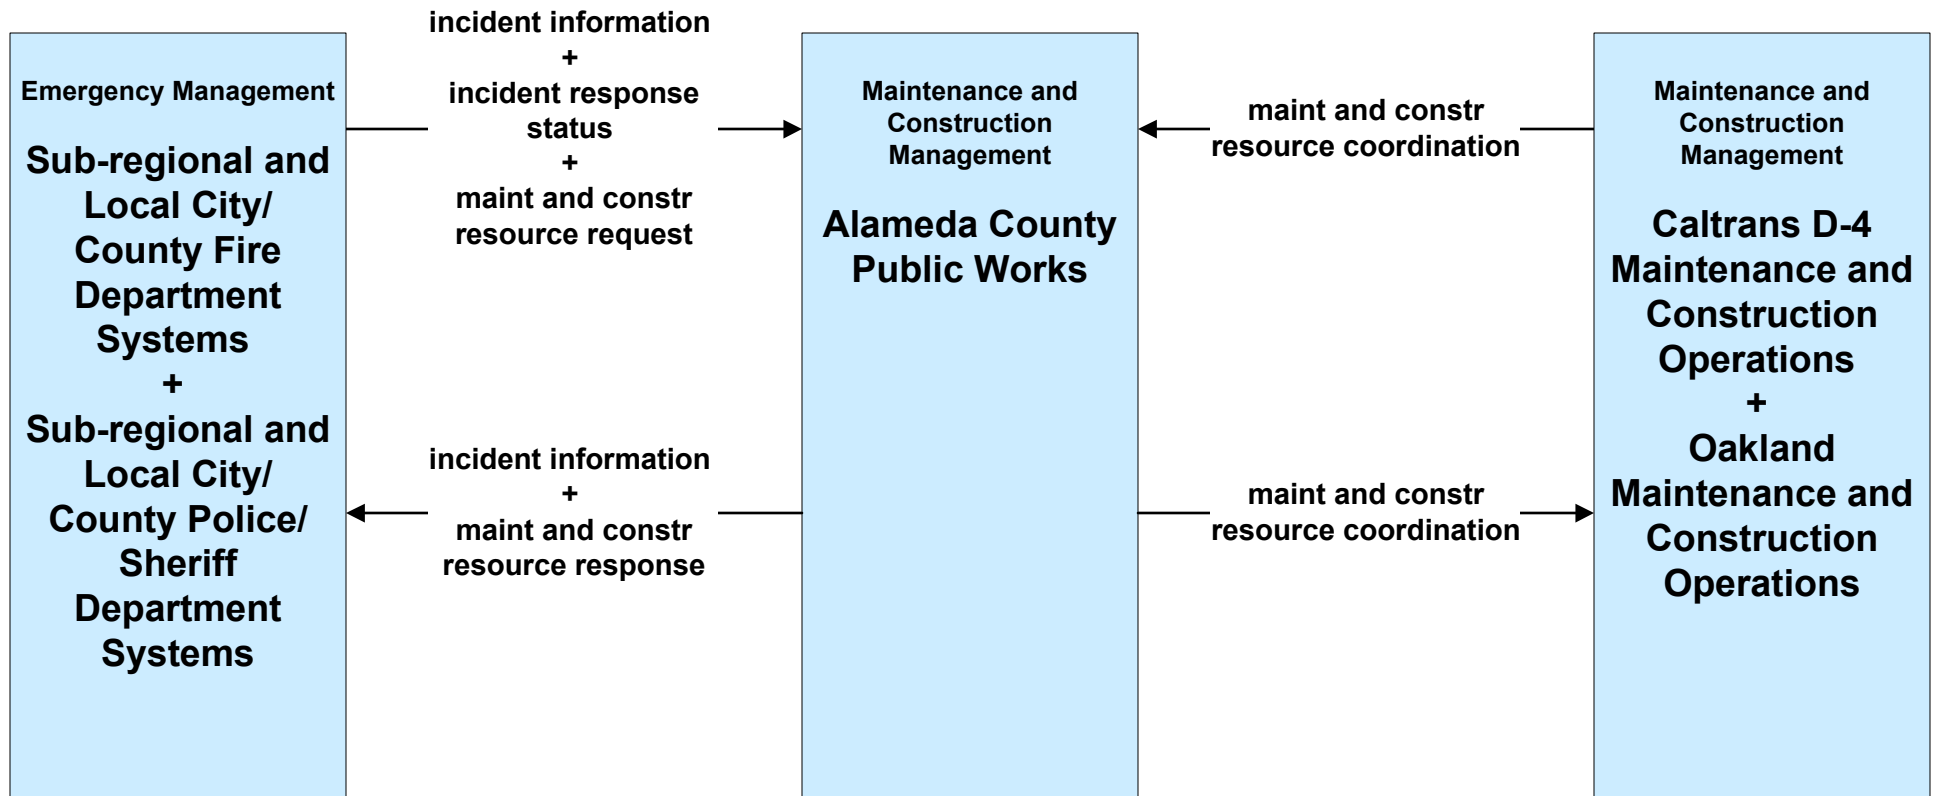 Emergency Management
Sub-regional and
Local City/
County Fire
Department
Systems
+
Sub-regional and
Local City/
County Police/
Sheriff
Department
Systems
incident information
+
incident response
status
+
maint and constr
resource request
incident information
+
maint and constr
resource response
Maintenance and
Construction
Management
Alameda County
Public Works
maint and constr
resource coordination
maint and constr
resource coordination
Maintenance and
Construction
Management
Caltrans D-4
Maintenance and
Construction
Operations
+
Oakland
Maintenance and
Construction
Operations